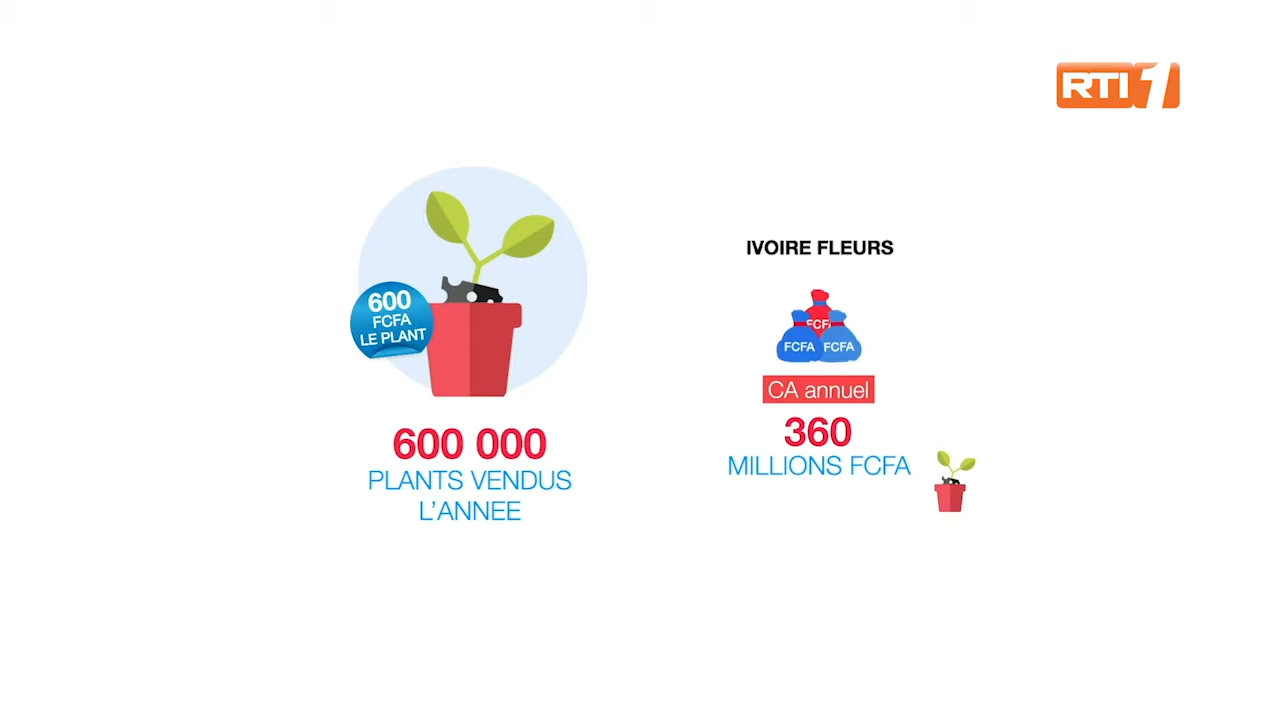 RTI 1
600
FCFA
LE PLANT
600 000
PLANTS VENDUS
L'ANNEE
IVOIRE FLEURS
FCFA
FCFA FCFA
CA annuel
360
MILLIONS FCFA